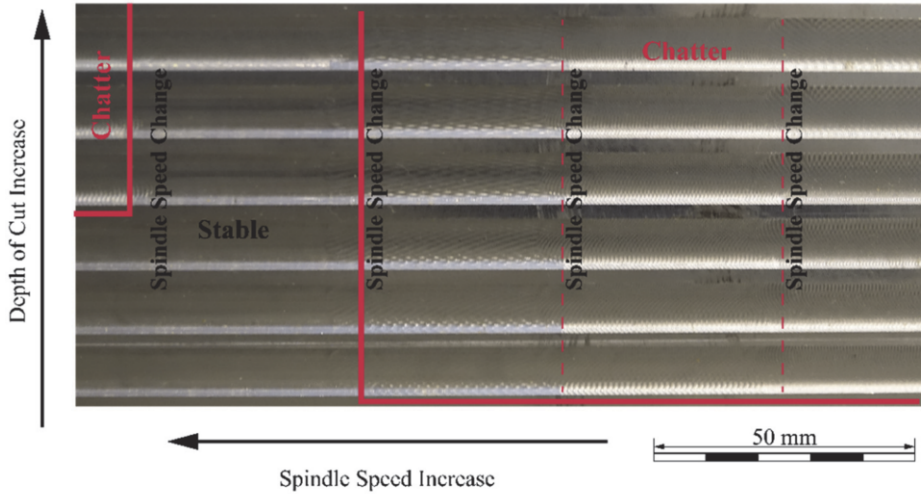 Depth of Cut Increase
Chatter
Chatter
Stable
Spindle Speed Change
Spindle Speed Change
Spindle Speed Change
Spindle Speed Change
50 mm
Spindle Speed Increase